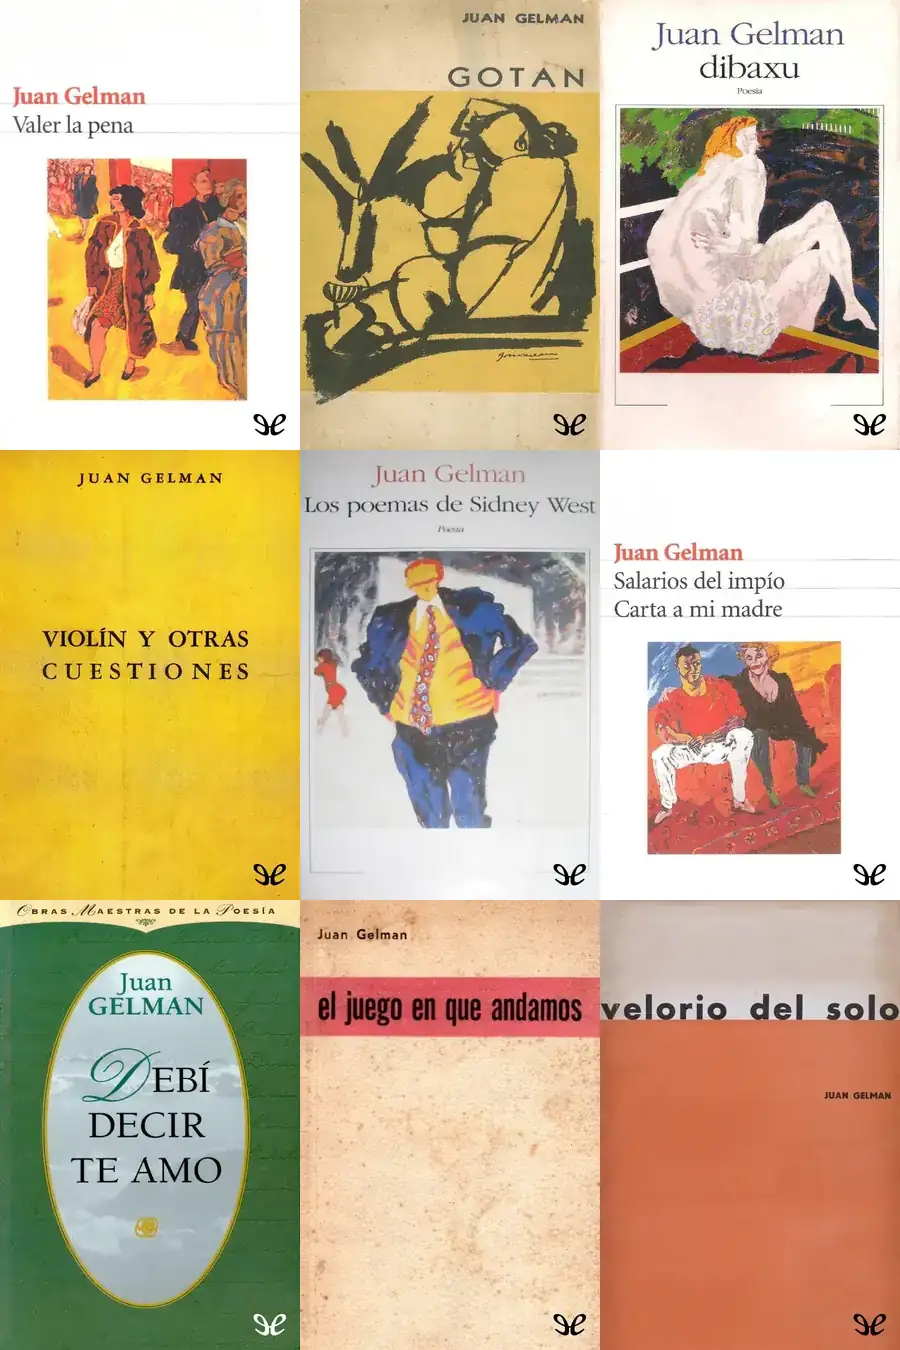 Juan Gelman
Valer la pena
JUAN GELMAN
GOTAN
Juan Gelman
dibaxu
Poesía
JUAN GELMAN
VIOLÍN Y OTRAS
CUESTIONES
Juan Gelman
Los poemas de Sidney West
Poesía
Juan Gelman
Salarios del impío
Carta a mi madre
OBRAS MAESTRAS DE LA POESÍA
Juan
GELMAN
DEBÍ
DECIR
TE AMO
Juan Gelman
el juego en que andamos
velorio del solo
JUAN GELMAN